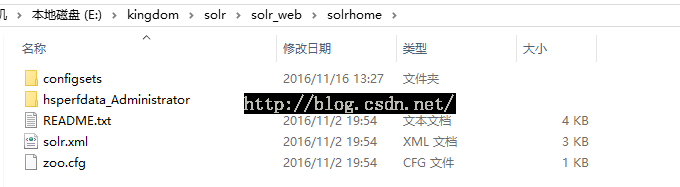 机 › 本地磁盘 (E:) › kingdom › solr › solr_web › solrhome ›
名称 修改日期 类型 大小
configsets 2016/11/16 13:27 文件夹
hsperfdata_Administrator
http://blog.csdn.net/
README.txt 2016/11/2 19:54 文本文档 4 KB
solr.xml 2016/11/2 19:54 XML 文档 3 KB
zoo.cfg 2016/11/2 19:54 CFG 文件 1 KB